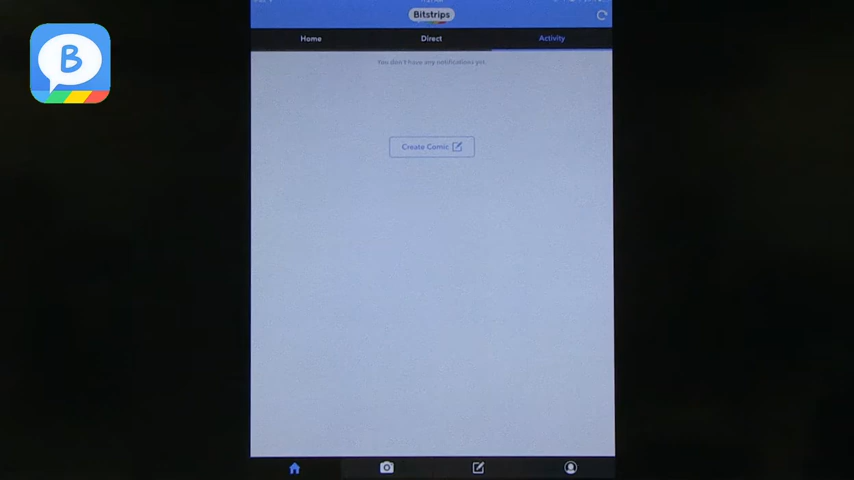 Bitstrips
B
Home Direct Activity
You don't have any notifications yet.
Create Comic